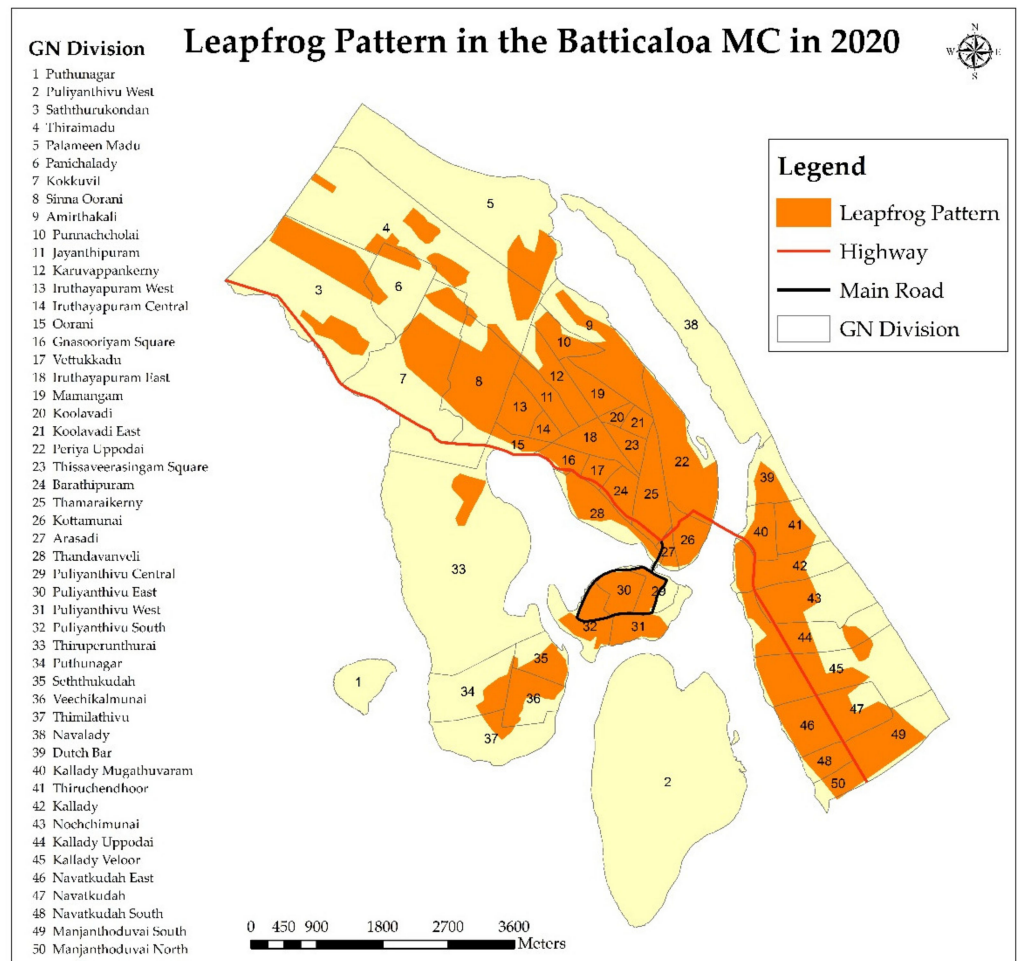 Leapfrog Pattern in the Batticaloa MC in 2020
N
W E
S
GN Division
1 Puthunagar
2 Puliyanthivu West
3 Saththurukondan
4 Thiraimadu
5 Palameen Madu
6 Panichalady
7 Kokkuvil
8 Sinna Oorani
9 Amirthakali
10 Punnachcholai
11 Jayanthipuram
12 Karuvappankerny
13 Iruthayapuram West
14 Iruthayapuram Central
15 Oorani
16 Gnasooriyam Square
17 Vettukkadu
18 Iruthayapuram East
19 Mamangam
20 Koolavadi
21 Koolavadi East
22 Periya Uppodai
23 Thissaveerasingam Square
24 Barathipuram
25 Thamaraikerny
26 Kottamunai
27 Arasadi
28 Thandavanveli
29 Puliyanthivu Central
30 Puliyanthivu East
31 Puliyanthivu West
32 Puliyanthivu South
33 Thiruperunthurai
34 Puthunagar
35 Seththukudah
36 Veechikalmunai
37 Thimilathivu
38 Navalady
39 Dutch Bar
40 Kallady Mugathuvaram
41 Thiruchendhoor
42 Kallady
43 Nochchimunai
44 Kallady Uppodai
45 Kallady Veloor
46 Navatkudah East
47 Navatkudah
48 Navatkudah South
49 Manjanthoduvai South
50 Manjanthoduvai North
Legend
Leapfrog Pattern
Highway
Main Road
GN Division
5
4
3
6
38
9
10
7
8
12
19
11
13
20
21
14
18
23
15
16
17
22
24
25
28
26
27
39
40
41
42
43
44
45
47
46
49
48
50
33
30
29
32
31
35
34
36
37
1
2
0 450 900 1800 2700 3600
Meters